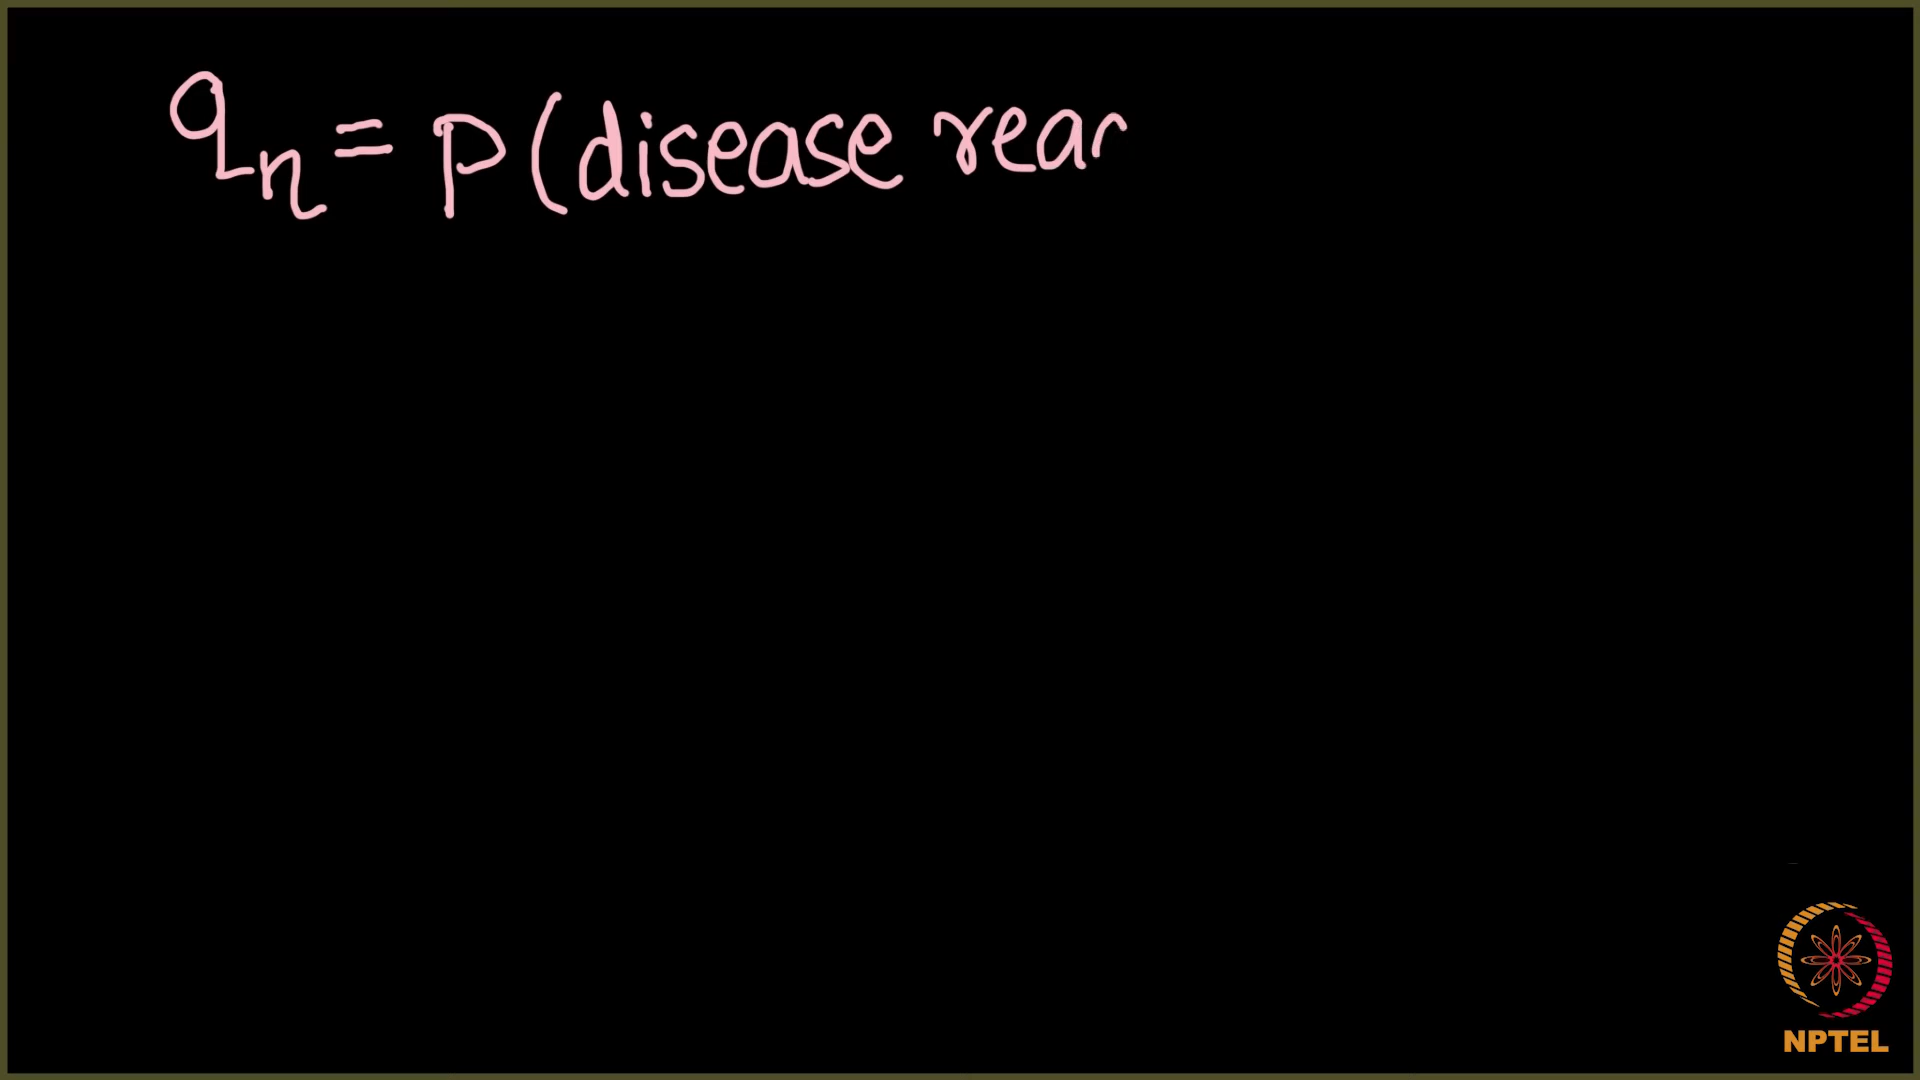 qₙ = P(disease rear
NPTEL